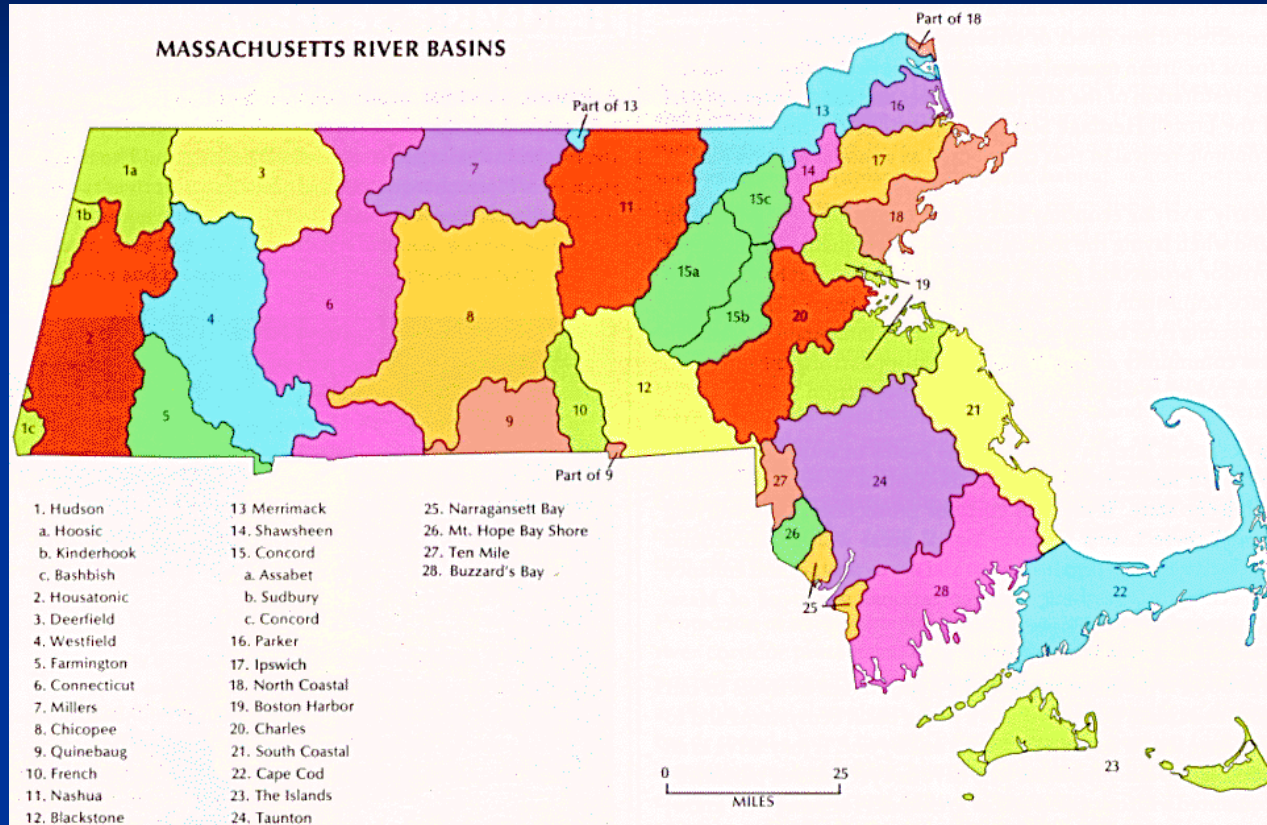 Part of 18
MASSACHUSETTS RIVER BASINS
Part of 13
13
16
1a
3
7
14
17
1b
11
15c
18
15a
19
6
4
8
15b
20
2
12
21
5
10
1c
9
Part of 9
27
24
26
25
28
22
23
1. Hudson
a. Hoosic
b. Kinderhook
c. Bashbish
2. Housatonic
3. Deerfield
4. Westfield
5. Farmington
6. Connecticut
7. Millers
8. Chicopee
9. Quinebaug
10. French
11. Nashua
12. Blackstone
13 Merrimack
14. Shawsheen
15. Concord
a. Assabet
b. Sudbury
c. Concord
16. Parker
17. Ipswich
18. North Coastal
19. Boston Harbor
20. Charles
21. South Coastal
22. Cape Cod
23. The Islands
24. Taunton
25. Narragansett Bay
26. Mt. Hope Bay Shore
27. Ten Mile
28. Buzzard's Bay
0 25
MILES